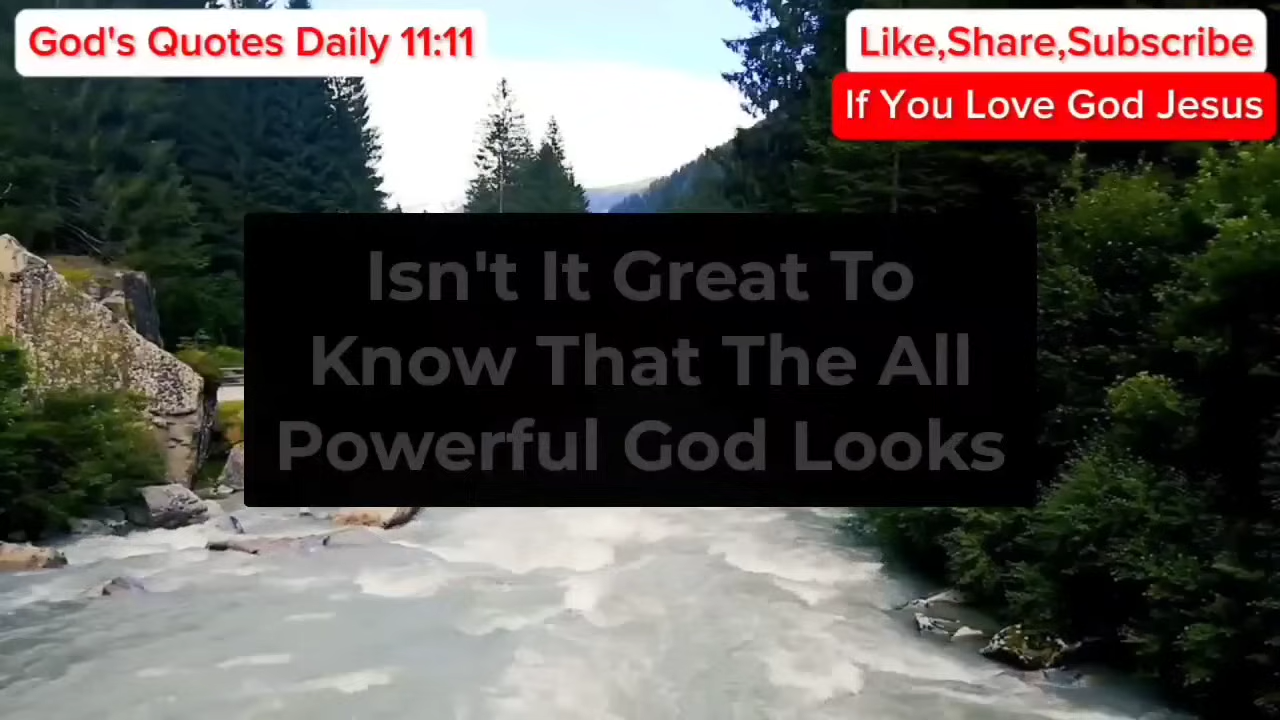 God's Quotes Daily 11:11
Like,Share,Subscribe
If You Love God Jesus
Isn't It Great To
Know That The All
Powerful God Looks